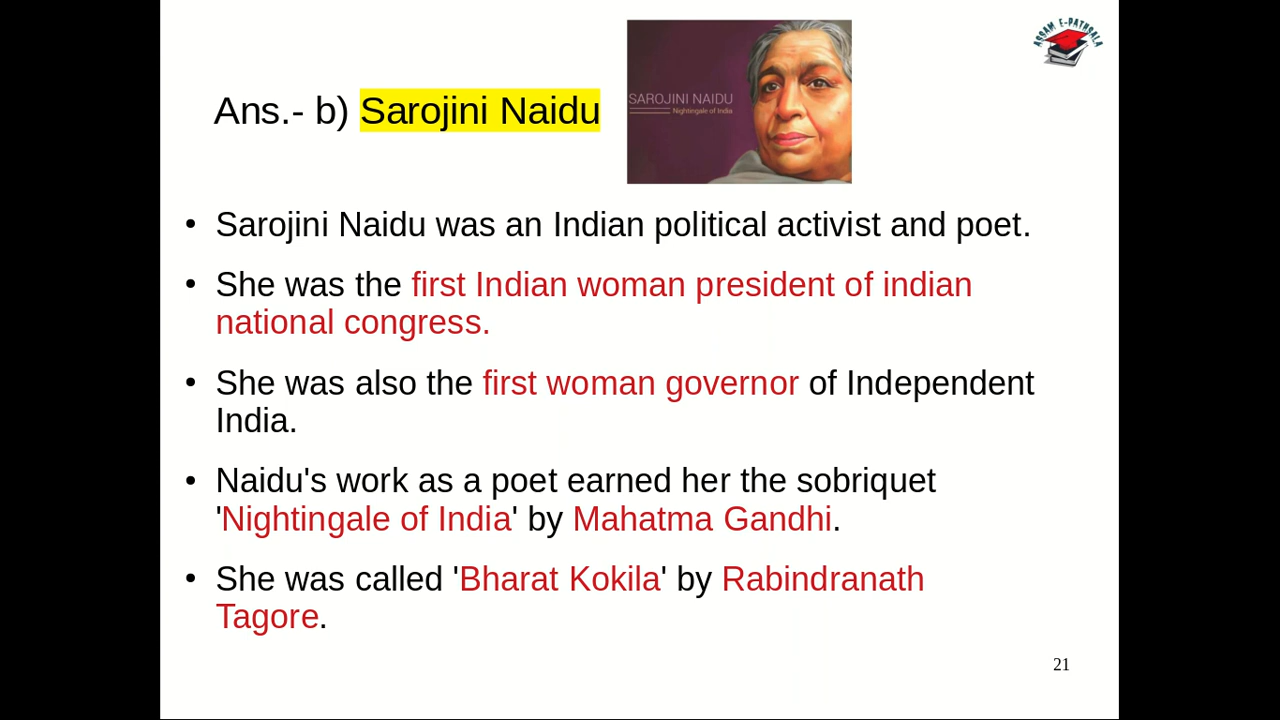 ASSAM E-PATHSALA
SAROJINI NAIDU
Nightingale of India
Ans.- b) Sarojini Naidu
• Sarojini Naidu was an Indian political activist and poet.
• She was the first Indian woman president of indian
national congress.
• She was also the first woman governor of Independent
India.
• Naidu's work as a poet earned her the sobriquet
'Nightingale of India' by Mahatma Gandhi.
• She was called 'Bharat Kokila' by Rabindranath
Tagore.
21